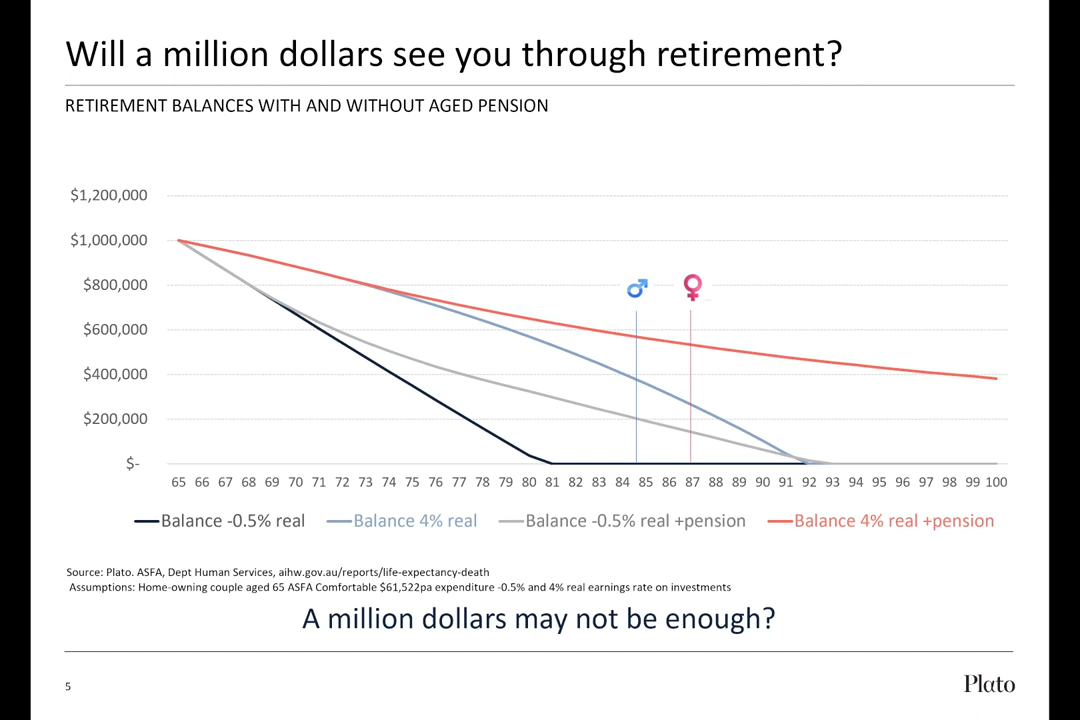 Will a million dollars see you through retirement?
RETIREMENT BALANCES WITH AND WITHOUT AGED PENSION
$1,200,000
$1,000,000
$800,000
$600,000
$400,000
$200,000
$-
65 66 67 68 69 70 71 72 73 74 75 76 77 78 79 80 81 82 83 84 85 86 87 88 89 90 91 92 93 94 95 96 97 98 99 100
Balance -0.5% real Balance 4% real Balance -0.5% real +pension Balance 4% real +pension
Source: Plato. ASFA, Dept Human Services, aihw.gov.au/reports/life-expectancy-death
Assumptions: Home-owning couple aged 65 ASFA Comfortable $61,522pa expenditure -0.5% and 4% real earnings rate on investments
A million dollars may not be enough?
5 Plato